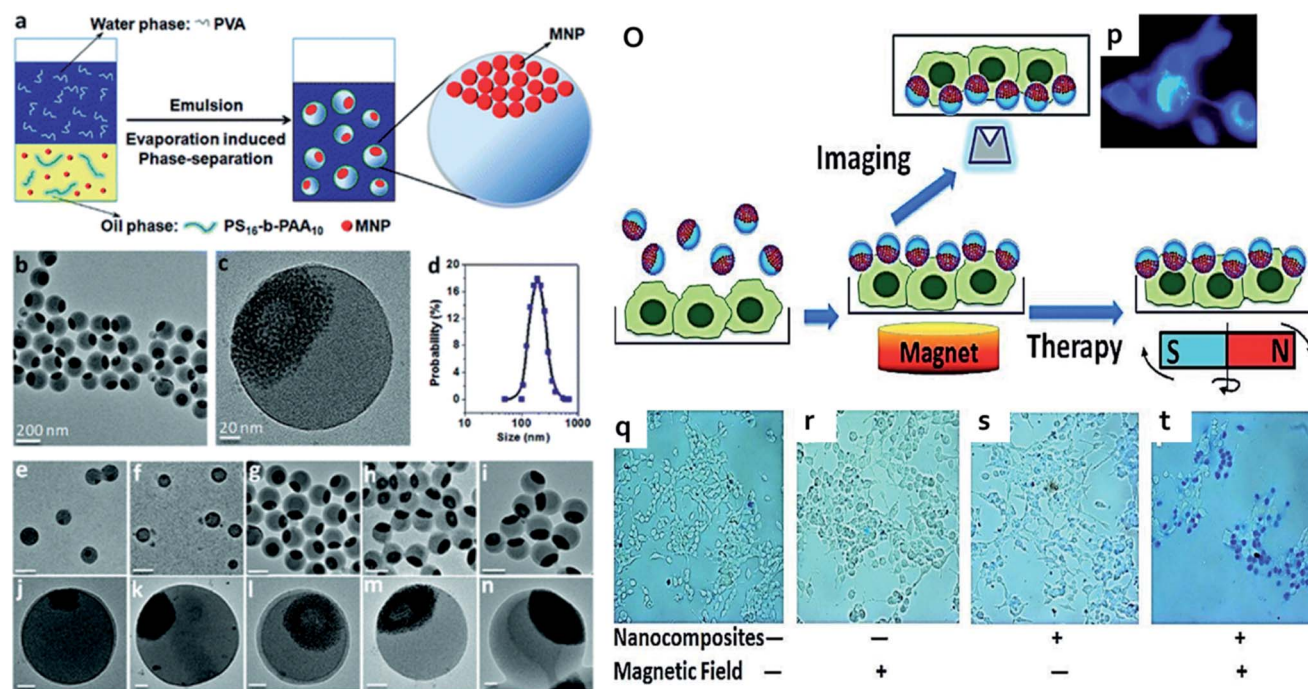 a
Water phase: PVA
Emulsion
Evaporation induced
Phase-separation
MNP
Oil phase: PS₁₆-b-PAA₁₀ MNP
b
200 nm
c
20 nm
d
Probability (%)
20
16
12
8
4
0
10
100
1000
Size (nm)
e
f
g
h
i
j
k
l
m
n
O
p
Imaging
Magnet
Therapy
S
N
q
r
s
t
Nanocomposites — — + +
Magnetic Field — + — +